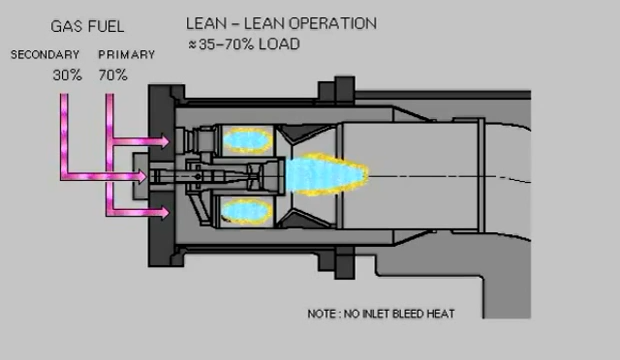 GAS FUEL
SECONDARY PRIMARY
30% 70%
LEAN – LEAN OPERATION
≈35–70% LOAD
NOTE : NO INLET BLEED HEAT